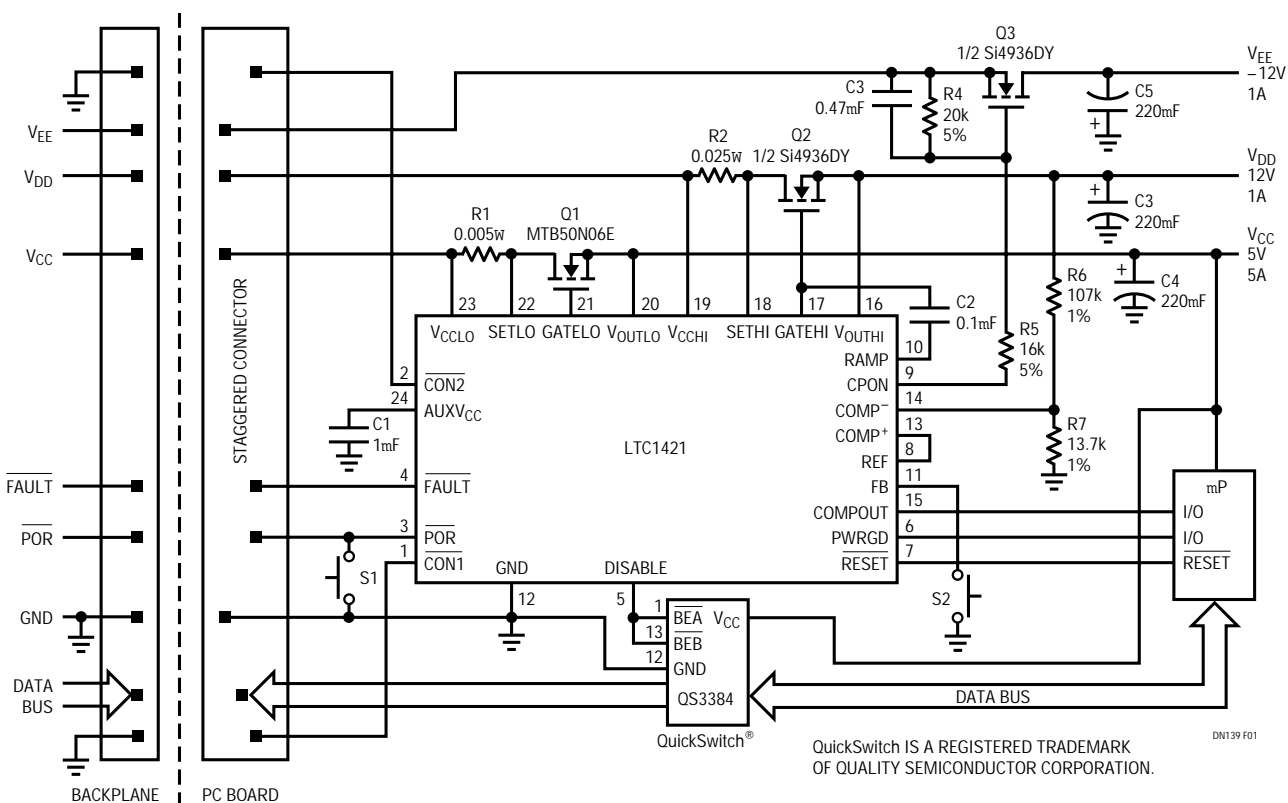 Q3
1/2 Si4936DY
VEE
– 12V
1A
C3
0.47mF
R4
20k
5%
C5
220mF
+
VEE
R2
0.025w
Q2
1/2 Si4936DY
VDD
12V
1A
VDD
+
C3
220mF
R1
0.005w
Q1
MTB50N06E
VCC
5V
5A
VCC
R6
107k
1%
+
C4
220mF
23
22
21
20
19
18
17
16
C2
0.1mF
VCCLO
SETLO
GATELO
VOUTLO
VCCHI
SETHI
GATEHI
VOUTHI
R5
16k
5%
STAGGERED CONNECTOR
10
RAMP
2
CON2
9
CPON
24
AUXVCC
14
COMP–
C1
1mF
13
COMP+
R7
13.7k
1%
LTC1421
8
REF
FAULT
4
FAULT
11
FB
mP
15
COMPOUT
I/O
POR
3
POR
6
PWRGD
I/O
1
CON1
7
RESET
RESET
GND
DISABLE
S1
12
5
S2
GND
1
BEA
VCC
13
BEB
12
GND
DATA
BUS
QS3384
DATA BUS
QuickSwitch®
QuickSwitch IS A REGISTERED TRADEMARK
OF QUALITY SEMICONDUCTOR CORPORATION.
DN139 F01
BACKPLANE
PC BOARD